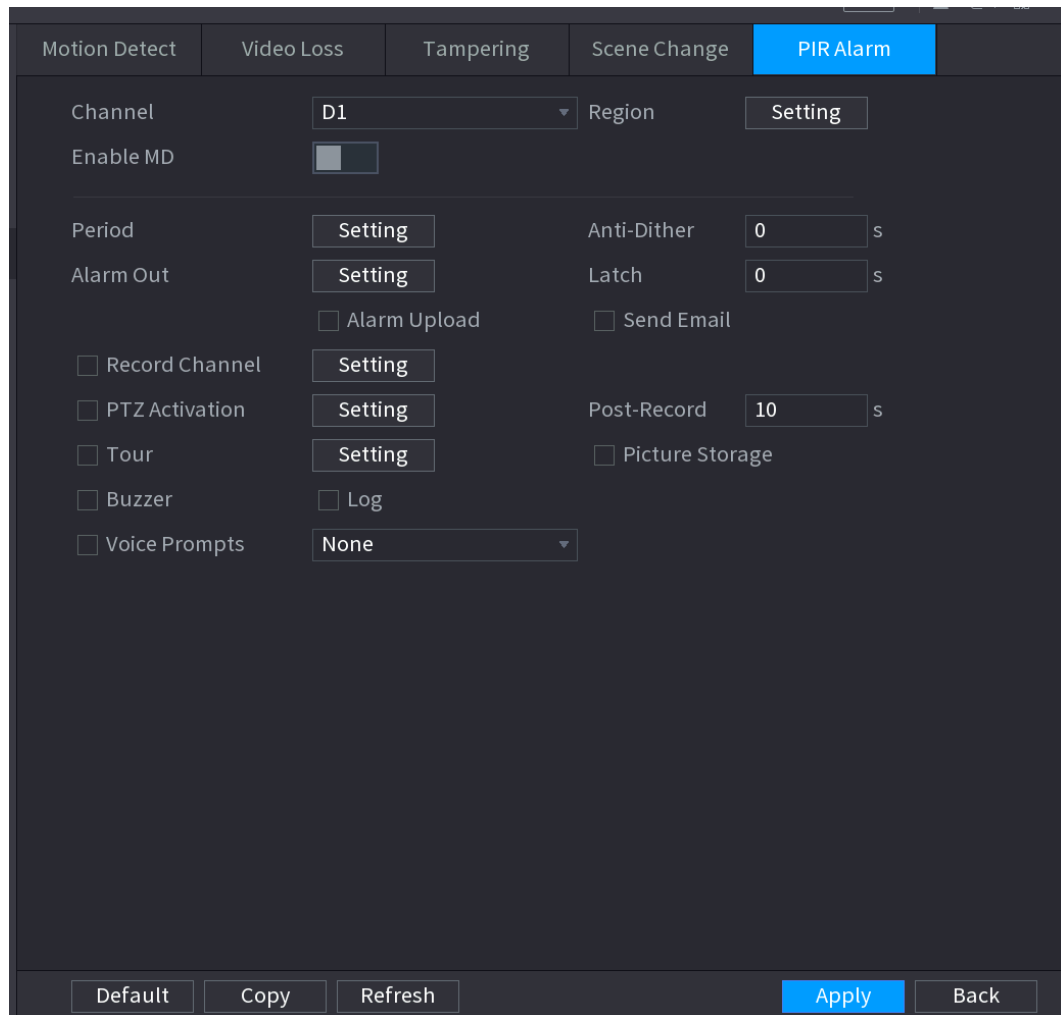 Motion Detect Video Loss Tampering Scene Change PIR Alarm
Channel D1 Region Setting
Enable MD
Period Setting Anti-Dither 0 s
Alarm Out Setting Latch 0 s
Alarm Upload Send Email
Record Channel Setting
PTZ Activation Setting Post-Record 10 s
Tour Setting Picture Storage
Buzzer Log
Voice Prompts None
Default Copy Refresh Apply Back